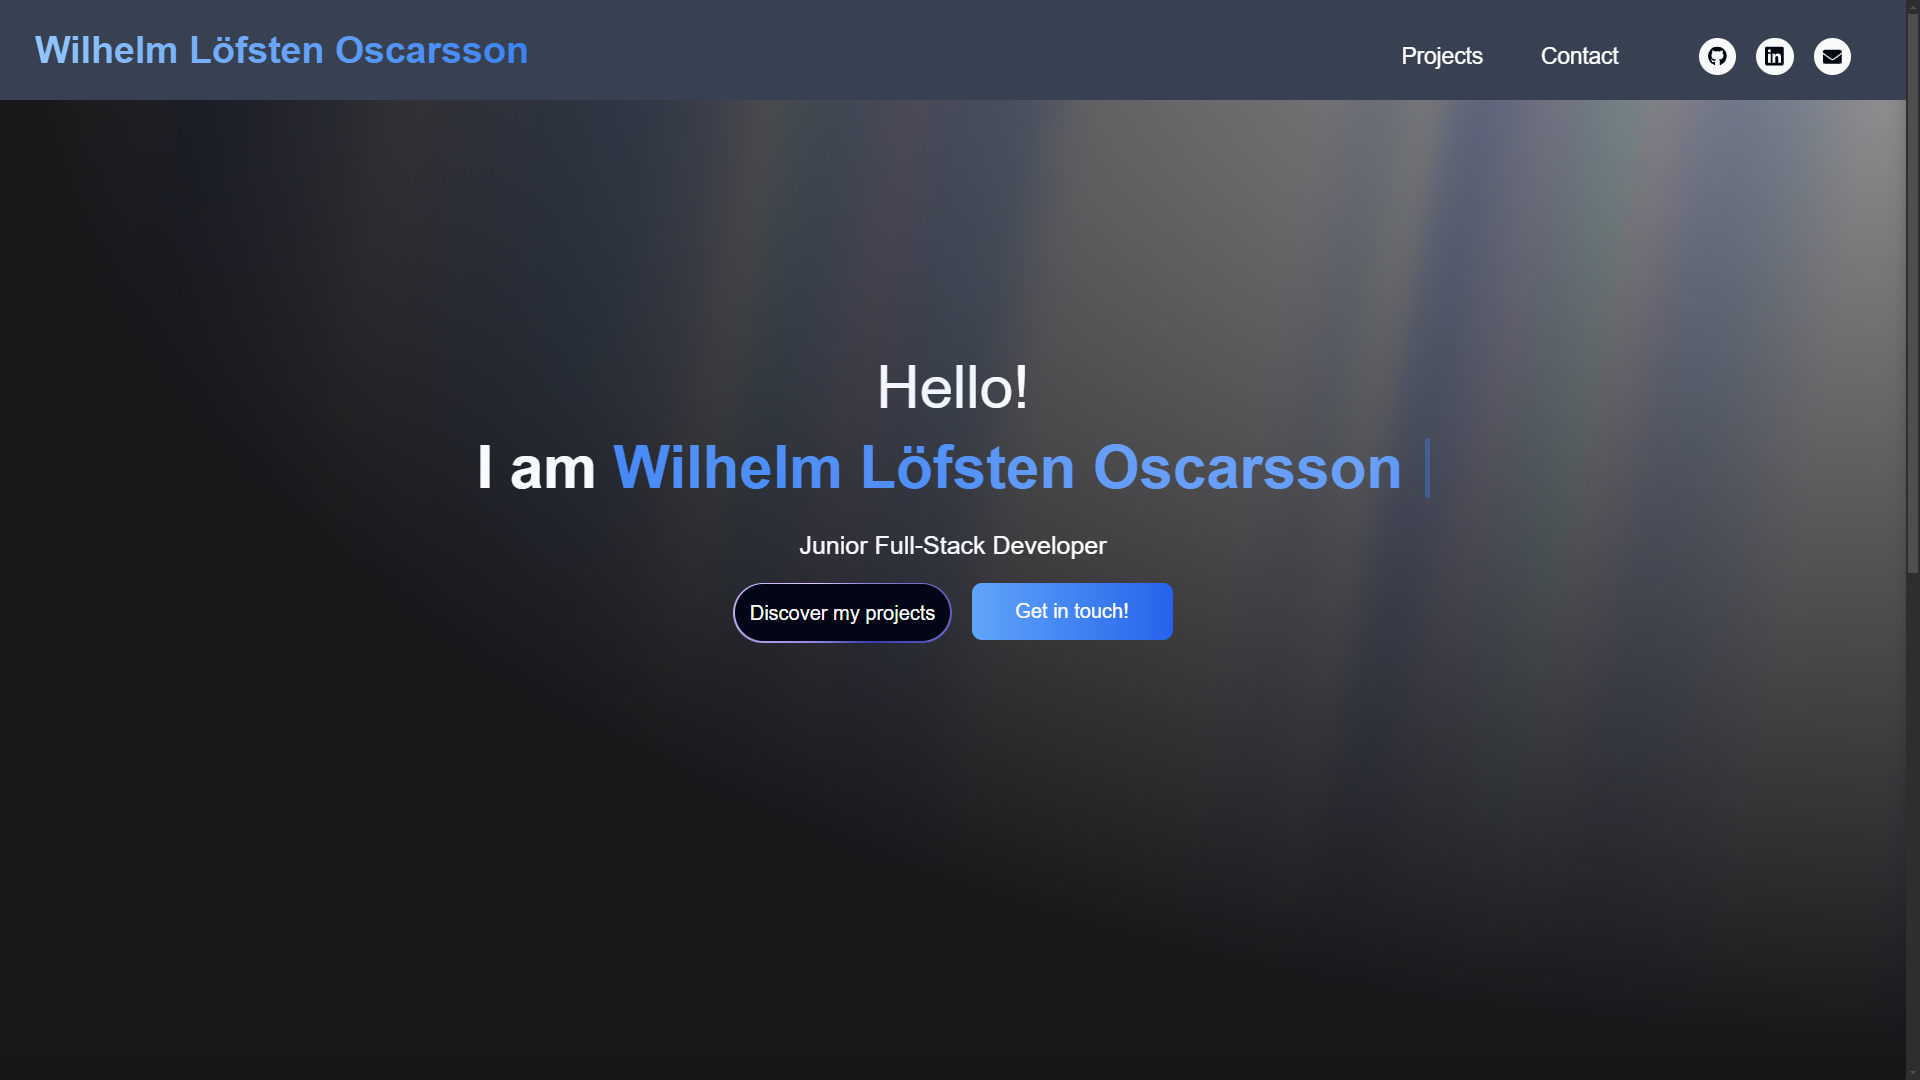 Wilhelm Löfsten Oscarsson
Projects
Contact
Hello!
I am Wilhelm Löfsten Oscarsson
Junior Full-Stack Developer
Discover my projects
Get in touch!